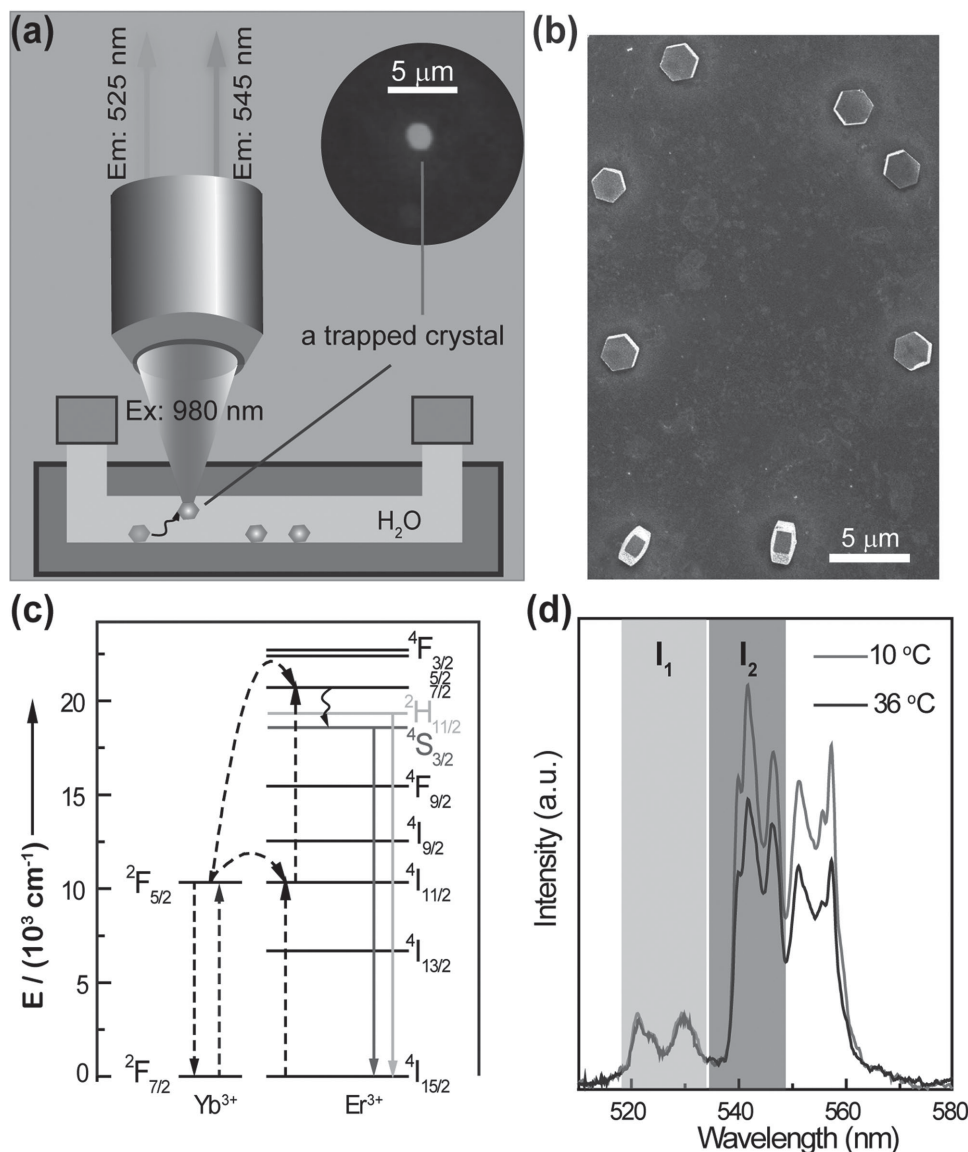 (a)
Em: 525 nm
Em: 545 nm
5 μm
a trapped crystal
Ex: 980 nm
H₂O
(b)
5 μm
(c)
E / (10³ cm⁻¹)
20
15
10
5
0
²F₅/₂
²F₇/₂
Yb³⁺
⁴F₃/₂
₅/₂
₇/₂
²H₁₁/₂
⁴S₃/₂
⁴F₉/₂
⁴I₉/₂
⁴I₁₁/₂
⁴I₁₃/₂
⁴I₁₅/₂
Er³⁺
(d)
I₁
I₂
10 °C
36 °C
Intensity (a.u.)
520 540 560 580
Wavelength (nm)